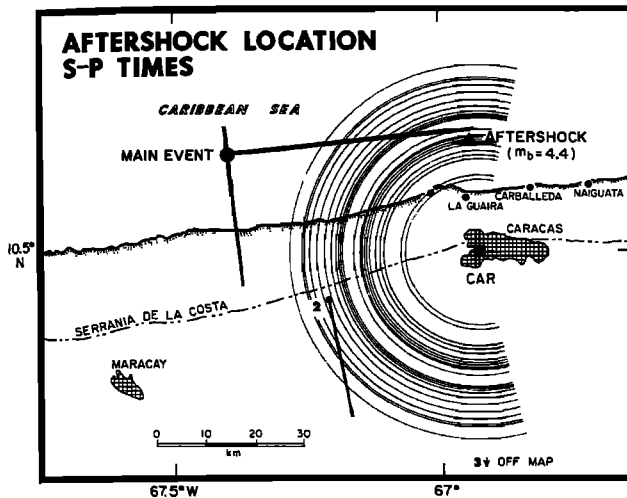 AFTERSHOCK LOCATION
S-P TIMES
CARIBBEAN SEA
MAIN EVENT
AFTERSHOCK
(mb=4.4)
NAIGUATA
CARBALLEDA
LA GUAIRA
CARACAS
10.5°
N
CAR
2
SERRANIA DE LA COSTA
MARACAY
0 10 20 30
km
3 OFF MAP
67.5°W
67°